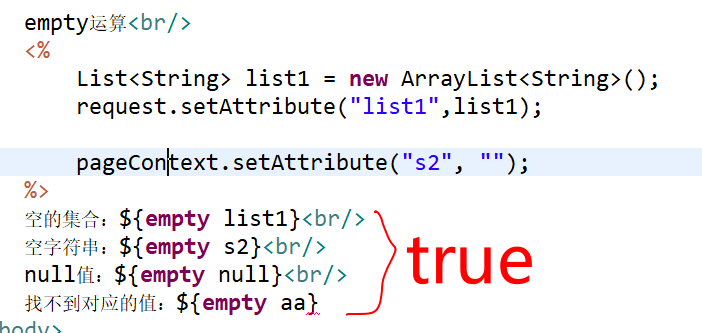 empty运算<br/>
<%
List<String> list1 = new ArrayList<String>();
request.setAttribute("list1",list1);
pageContext.setAttribute("s2", "");
%>
空的集合：${empty list1}<br/>
空字符串：${empty s2}<br/>
null值：${empty null}<br/>
找不到对应的值：${empty aa}
true
body>